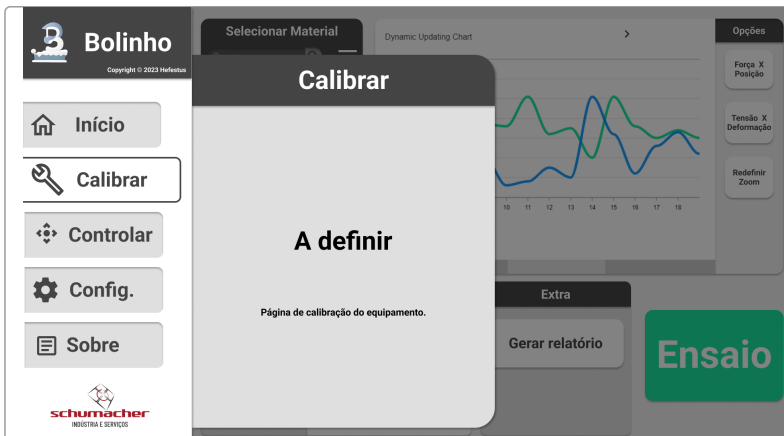 Bolinho
Copyright © 2023 Hefestus
Início
Calibrar
Controlar
Config.
Sobre
schumacher
INDÚSTRIA E SERVIÇOS
Selecionar Material
Calibrar
A definir
Página de calibração do equipamento.
Dynamic Updating Chart
10 11 12 13 14 15 16 17 18
Opções
Força X
Posição
Tensão X
Deformação
Redefinir
Zoom
Extra
Gerar relatório
Ensaio